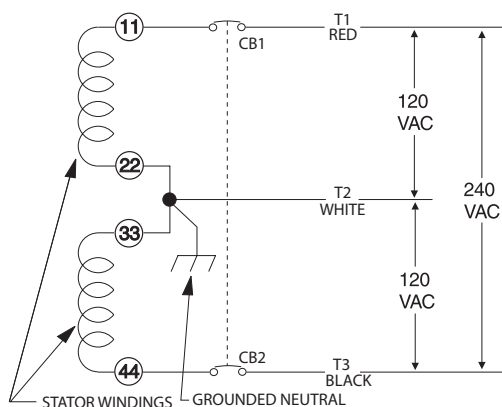 11
CB1
T1
RED
120
VAC
240
VAC
22
T2
WHITE
33
120
VAC
44
CB2
T3
BLACK
STATOR WINDINGS
GROUNDED NEUTRAL